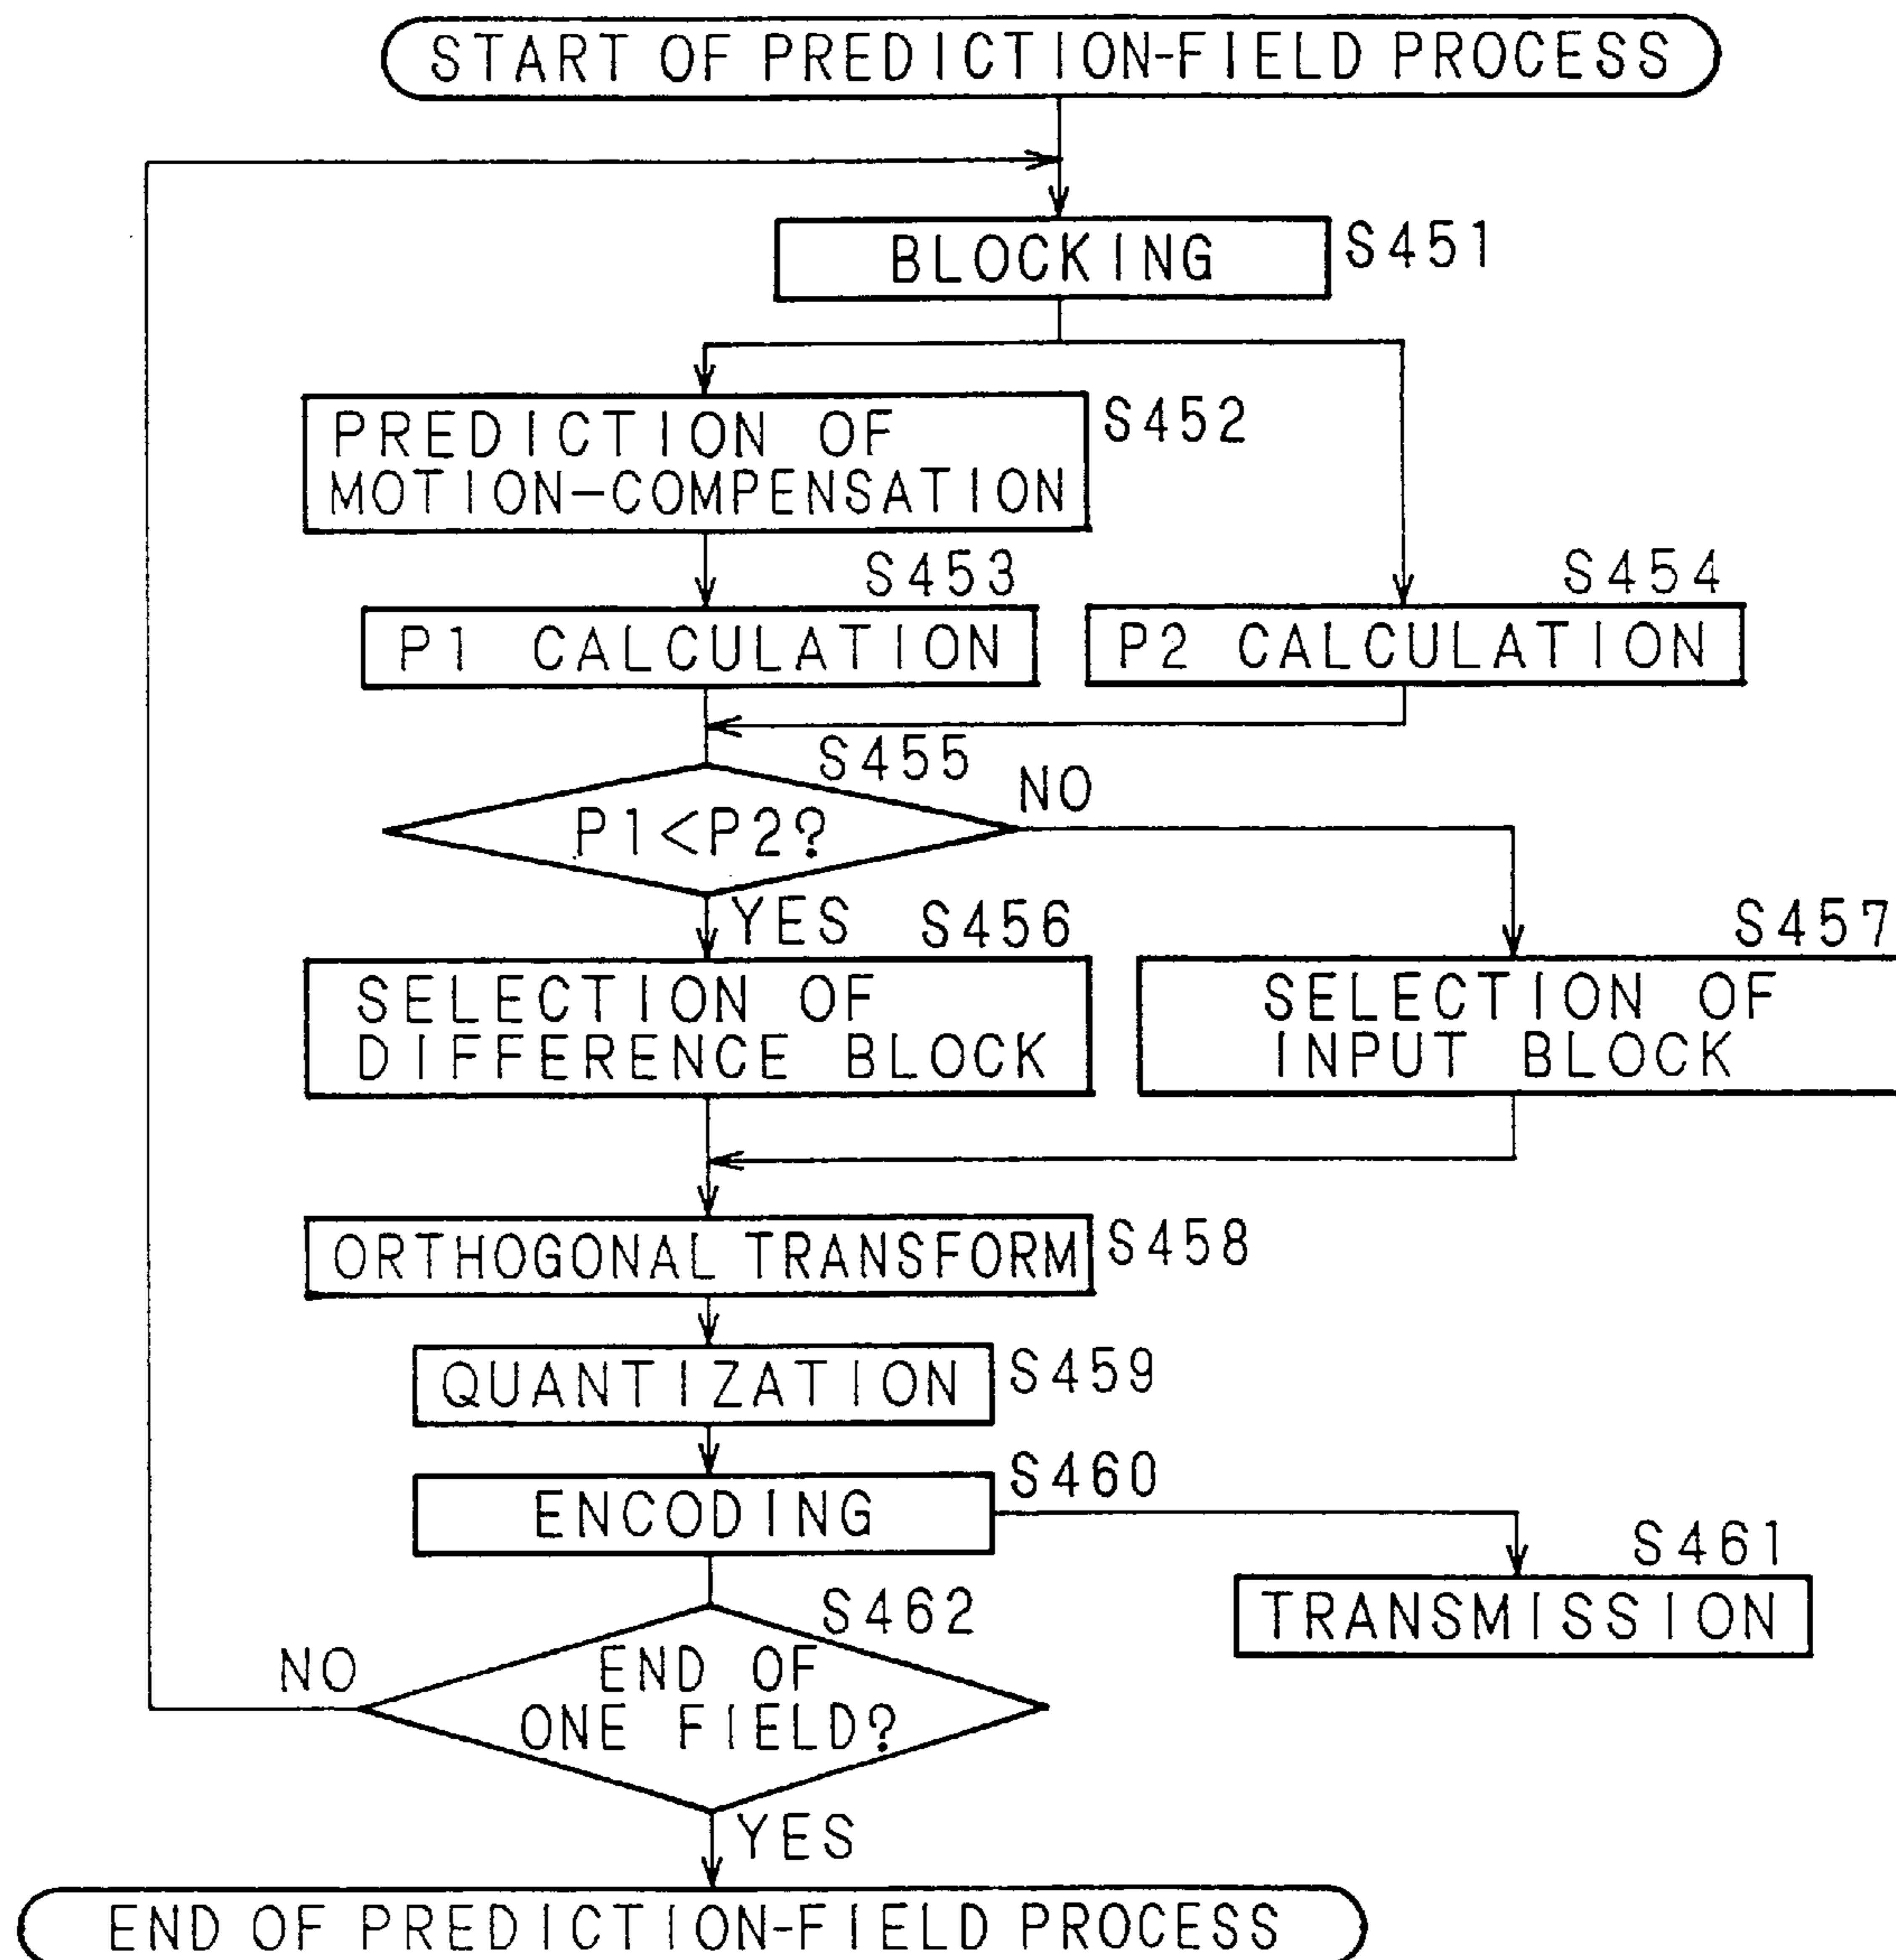 START OF PREDICTION-FIELD PROCESS
BLOCKING
S451
PREDICTION OF
MOTION-COMPENSATION
S452
S453
P1 CALCULATION
S454
P2 CALCULATION
S455
P1<P2?
NO
YES
S456
SELECTION OF
DIFFERENCE BLOCK
S457
SELECTION OF
INPUT BLOCK
ORTHOGONAL TRANSFORM
S458
QUANTIZATION
S459
ENCODING
S460
S461
TRANSMISSION
S462
END OF
ONE FIELD?
NO
YES
END OF PREDICTION-FIELD PROCESS